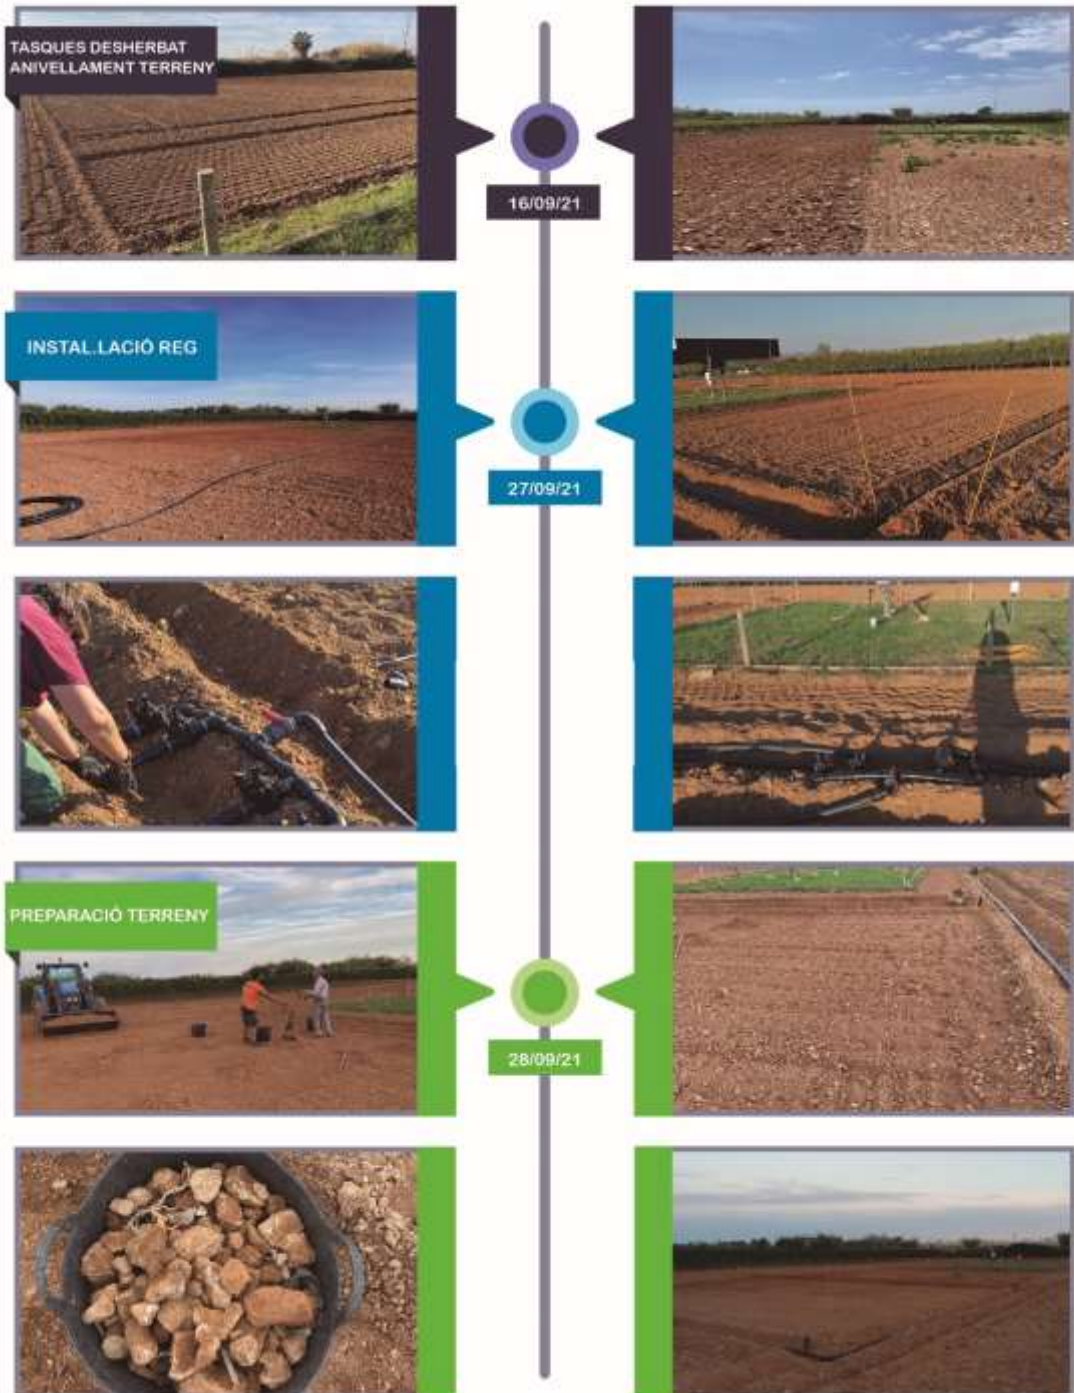 TASQUES DESHERBAT
ANIVELLAMENT TERRENY
16/09/21
INSTAL.LACIÓ REG
27/09/21
PREPARACIÓ TERRENY
28/09/21